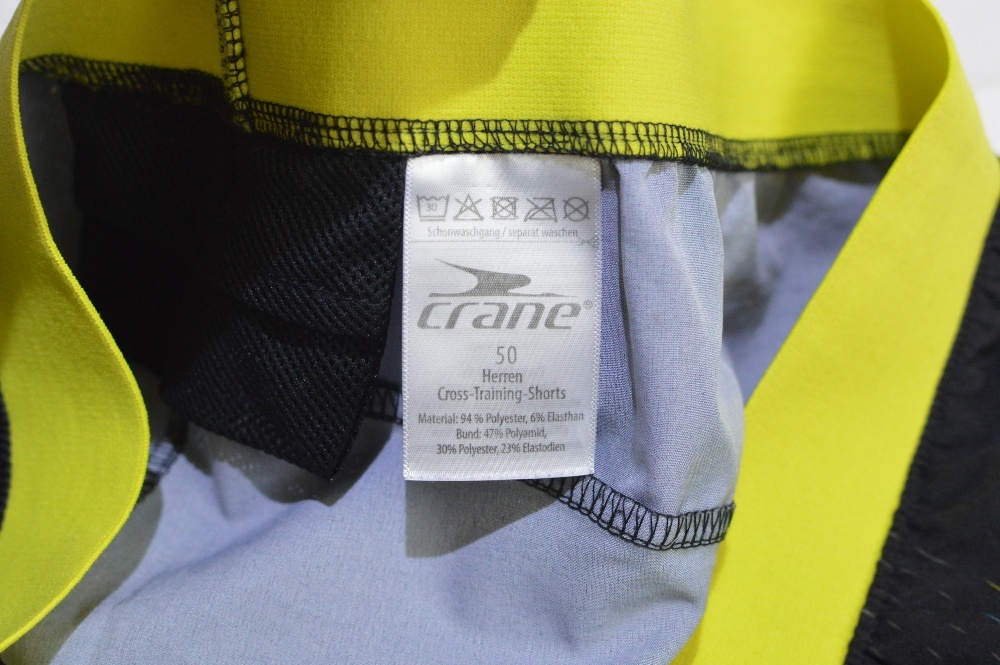 30
Schonwaschgang / separat waschen
crane®
50
Herren
Cross-Training-Shorts
Material: 94 % Polyester, 6% Elasthan
Bund: 47% Polyamid,
30% Polyester, 23% Elastodien